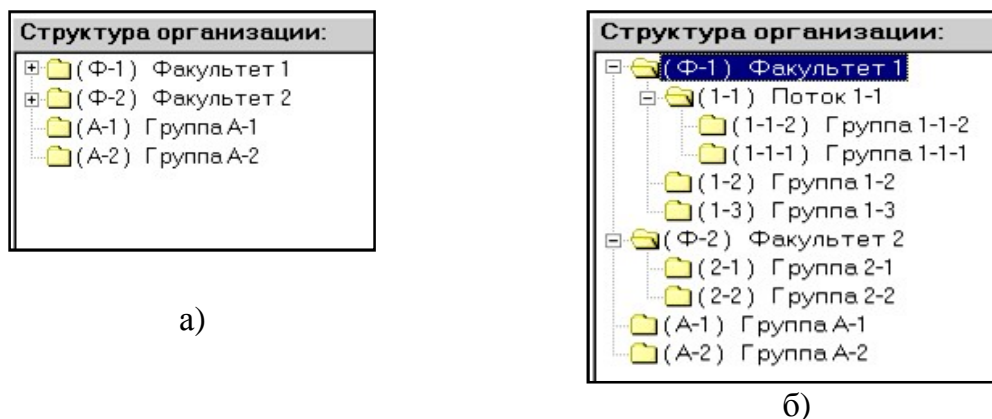 Структура организации:
(Ф-1) Факультет 1
(Ф-2) Факультет 2
(А-1) Группа А-1
(А-2) Группа А-2
а)
Структура организации:
(Ф-1) Факультет 1
(1-1) Поток 1-1
(1-1-2) Группа 1-1-2
(1-1-1) Группа 1-1-1
(1-2) Группа 1-2
(1-3) Группа 1-3
(Ф-2) Факультет 2
(2-1) Группа 2-1
(2-2) Группа 2-2
(А-1) Группа А-1
(А-2) Группа А-2
б)